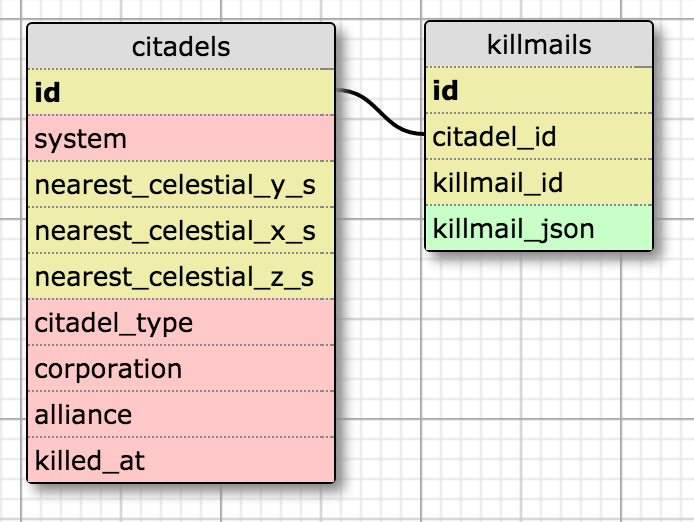 citadels
id
system
nearest_celestial_y_s
nearest_celestial_x_s
nearest_celestial_z_s
citadel_type
corporation
alliance
killed_at
killmails
id
citadel_id
killmail_id
killmail_json